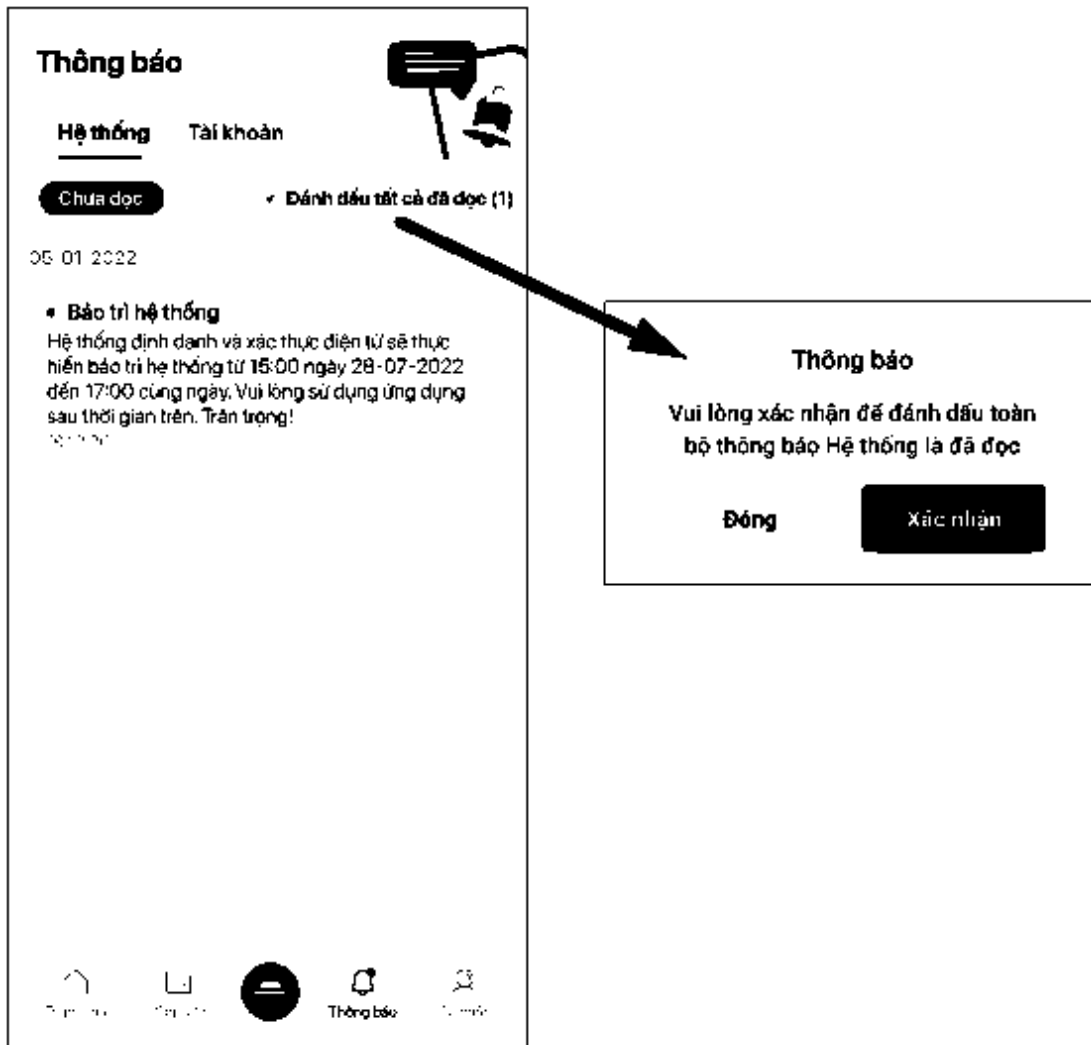 Thông báo
Hệ thống Tài khoản
Chưa đọc ✓ Đánh dấu tất cả đã đọc (1)
05-01-2022
• Bảo trì hệ thống
Hệ thống định danh và xác thực điện tử sẽ thực
hiển bảo trì hệ thống từ 15:00 ngày 28-07-2022
đến 17:00 cùng ngày. Vui lòng sử dụng ứng dụng
sau thời gian trên. Trân trọng!
Thông báo
Thông báo
Vui lòng xác nhận để đánh dấu toàn
bộ thông báo Hệ thống là đã đọc
Đóng Xác nhận